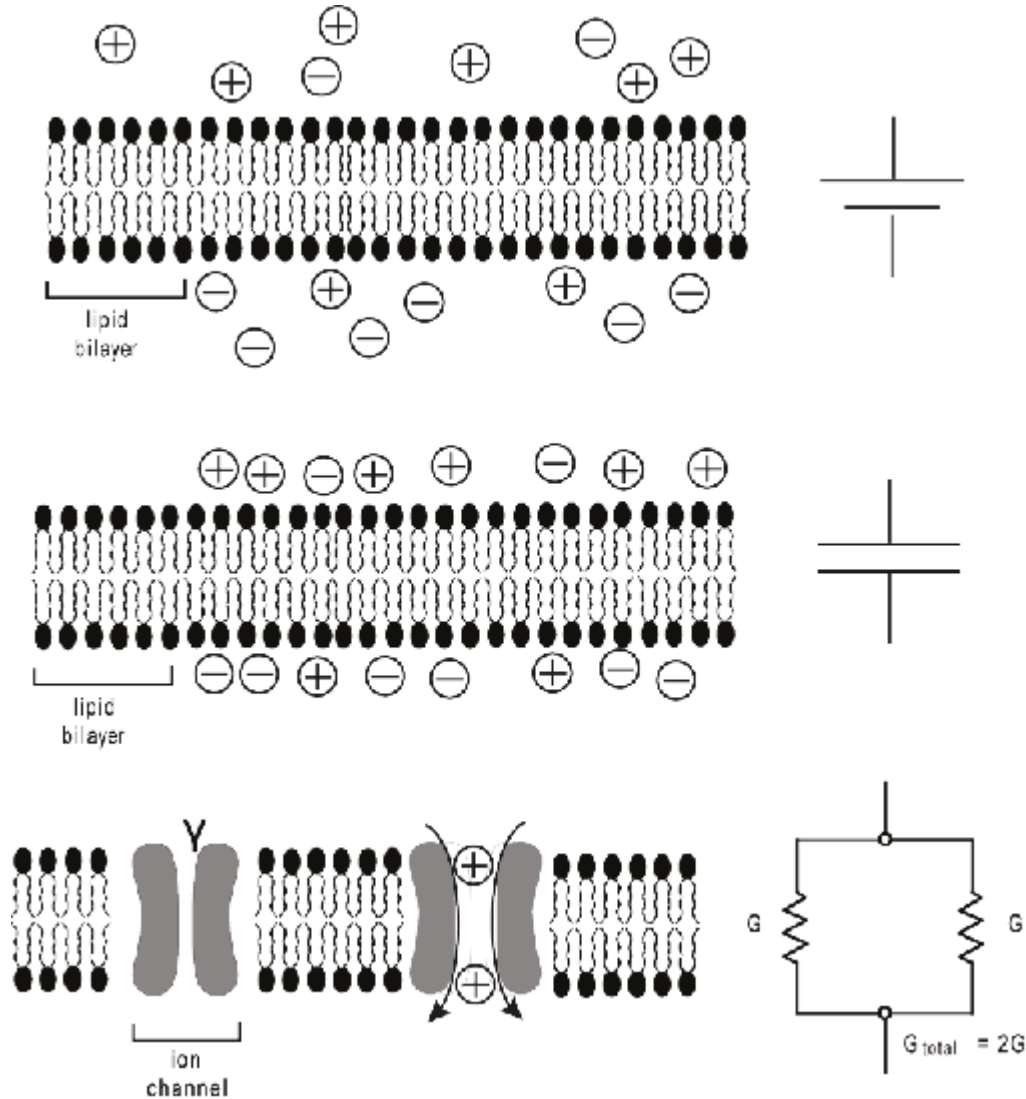 lipid
bilayer
lipid
bilayer
G
G
G total = 2G
ion
channel